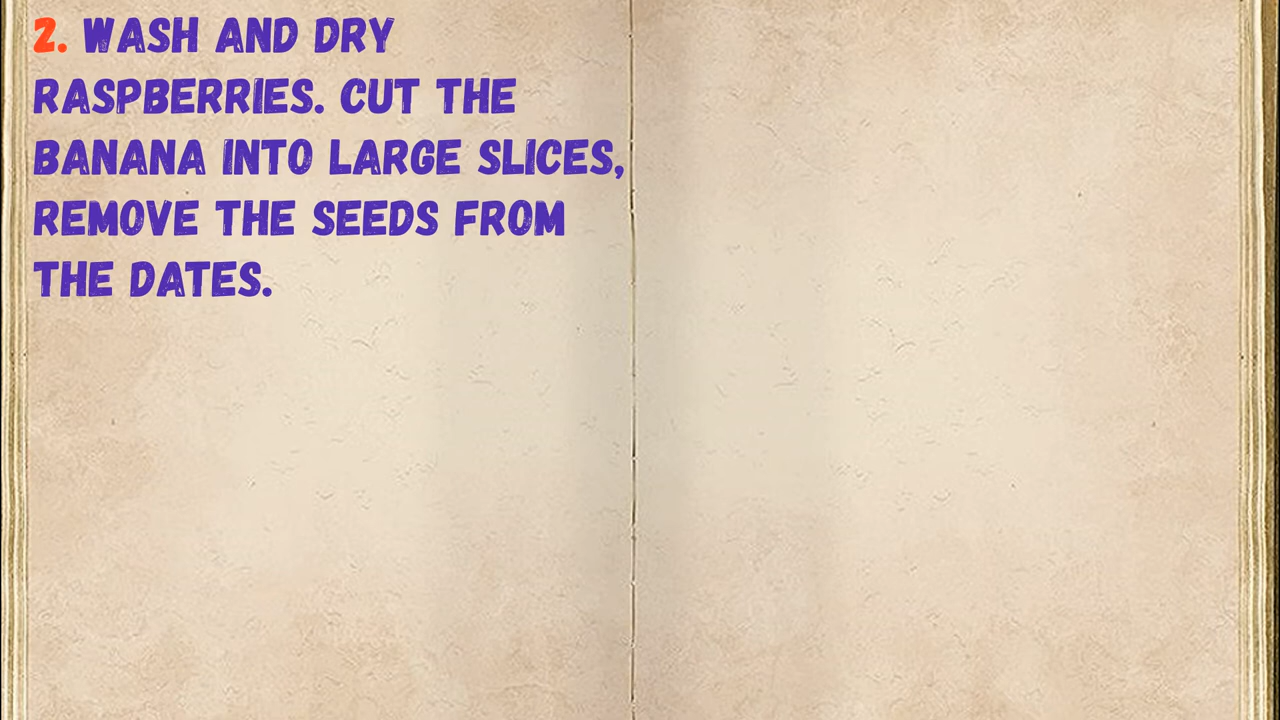 2. WASH AND DRY
RASPBERRIES. CUT THE
BANANA INTO LARGE SLICES,
REMOVE THE SEEDS FROM
THE DATES.